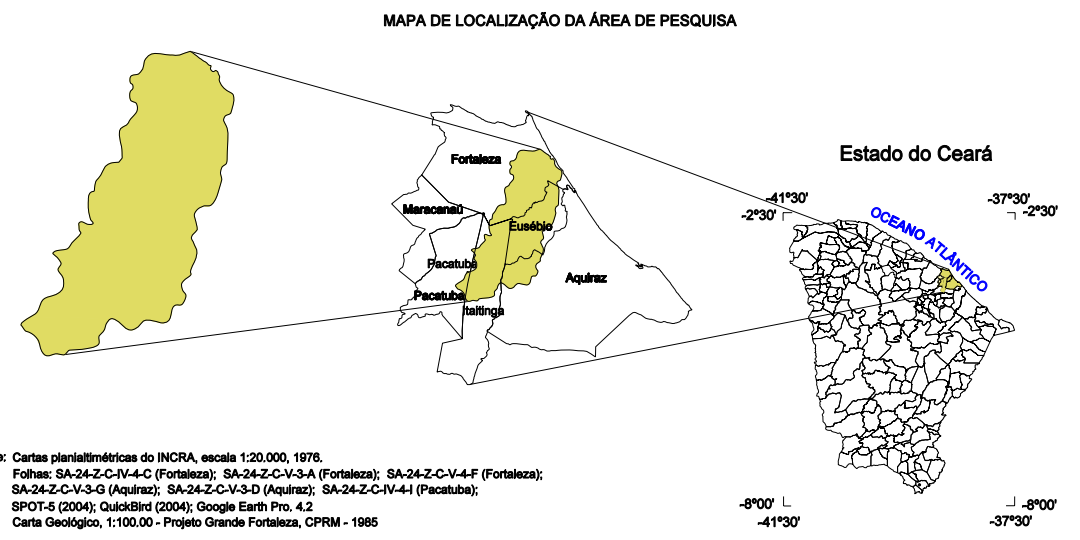 MAPA DE LOCALIZAÇÃO DA ÁREA DE PESQUISA
Fortaleza
Maracanaú
Eusébio
Pacatuba
Aquiraz
Pacatuba
Itaitinga
Estado do Ceará
-41°30'
-37°30'
-2°30'
-2°30'
OCEANO ATLÂNTICO
-8°00'
-8°00'
-41°30'
-37°30'
e: Cartas planialtimétricas do INCRA, escala 1:20.000, 1976.
Folhas: SA-24-Z-C-IV-4-C (Fortaleza); SA-24-Z-C-V-3-A (Fortaleza); SA-24-Z-C-V-4-F (Fortaleza);
SA-24-Z-C-V-3-G (Aquiraz); SA-24-Z-C-V-3-D (Aquiraz); SA-24-Z-C-IV-4-I (Pacatuba);
SPOT-5 (2004); QuickBird (2004); Google Earth Pro. 4.2
Carta Geológico, 1:100.00 - Projeto Grande Fortaleza, CPRM - 1985